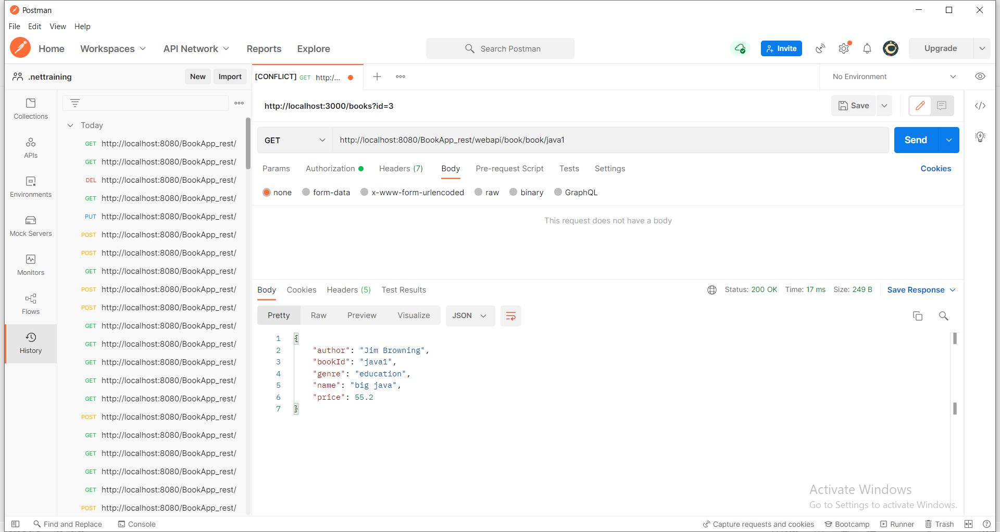 Postman
File Edit View Help
Home Workspaces API Network Reports Explore Search Postman Invite Upgrade
.nettraining New Import [CONFLICT] GET http:/... No Environment
http://localhost:3000/books?id=3 Save
GET http://localhost:8080/BookApp_rest/webapi/book/book/java1 Send
Params Authorization Headers (7) Body Pre-request Script Tests Settings Cookies
none form-data x-www-form-urlencoded raw binary GraphQL
This request does not have a body
Collections
APIs
Environments
Mock Servers
Monitors
Flows
History
Today
GET http://localhost:8080/BookApp_rest/
GET http://localhost:8080/BookApp_rest/
DEL http://localhost:8080/BookApp_rest/
GET http://localhost:8080/BookApp_rest/
PUT http://localhost:8080/BookApp_rest/
POST http://localhost:8080/BookApp_rest/
POST http://localhost:8080/BookApp_rest/
GET http://localhost:8080/BookApp_rest/
POST http://localhost:8080/BookApp_rest/
POST http://localhost:8080/BookApp_rest/
GET http://localhost:8080/BookApp_rest/
GET http://localhost:8080/BookApp_rest/
GET http://localhost:8080/BookApp_rest/
GET http://localhost:8080/BookApp_rest/
GET http://localhost:8080/BookApp_rest/
POST http://localhost:8080/BookApp_rest/
GET http://localhost:8080/BookApp_rest/
GET http://localhost:8080/BookApp_rest/
GET http://localhost:8080/BookApp_rest/
GET http://localhost:8080/BookApp_rest/
POST http://localhost:8080/BookApp_rest/
Body Cookies Headers (5) Test Results Status: 200 OK Time: 17 ms Size: 249 B Save Response
Pretty Raw Preview Visualize JSON
1 {
2 "author": "Jim Browning",
3 "bookId": "java1",
4 "genre": "education",
5 "name": "big java",
6 "price": 55.2
7 }
Activate Windows
Go to Settings to activate Windows.
Find and Replace Console Capture requests and cookies Bootcamp Runner Trash